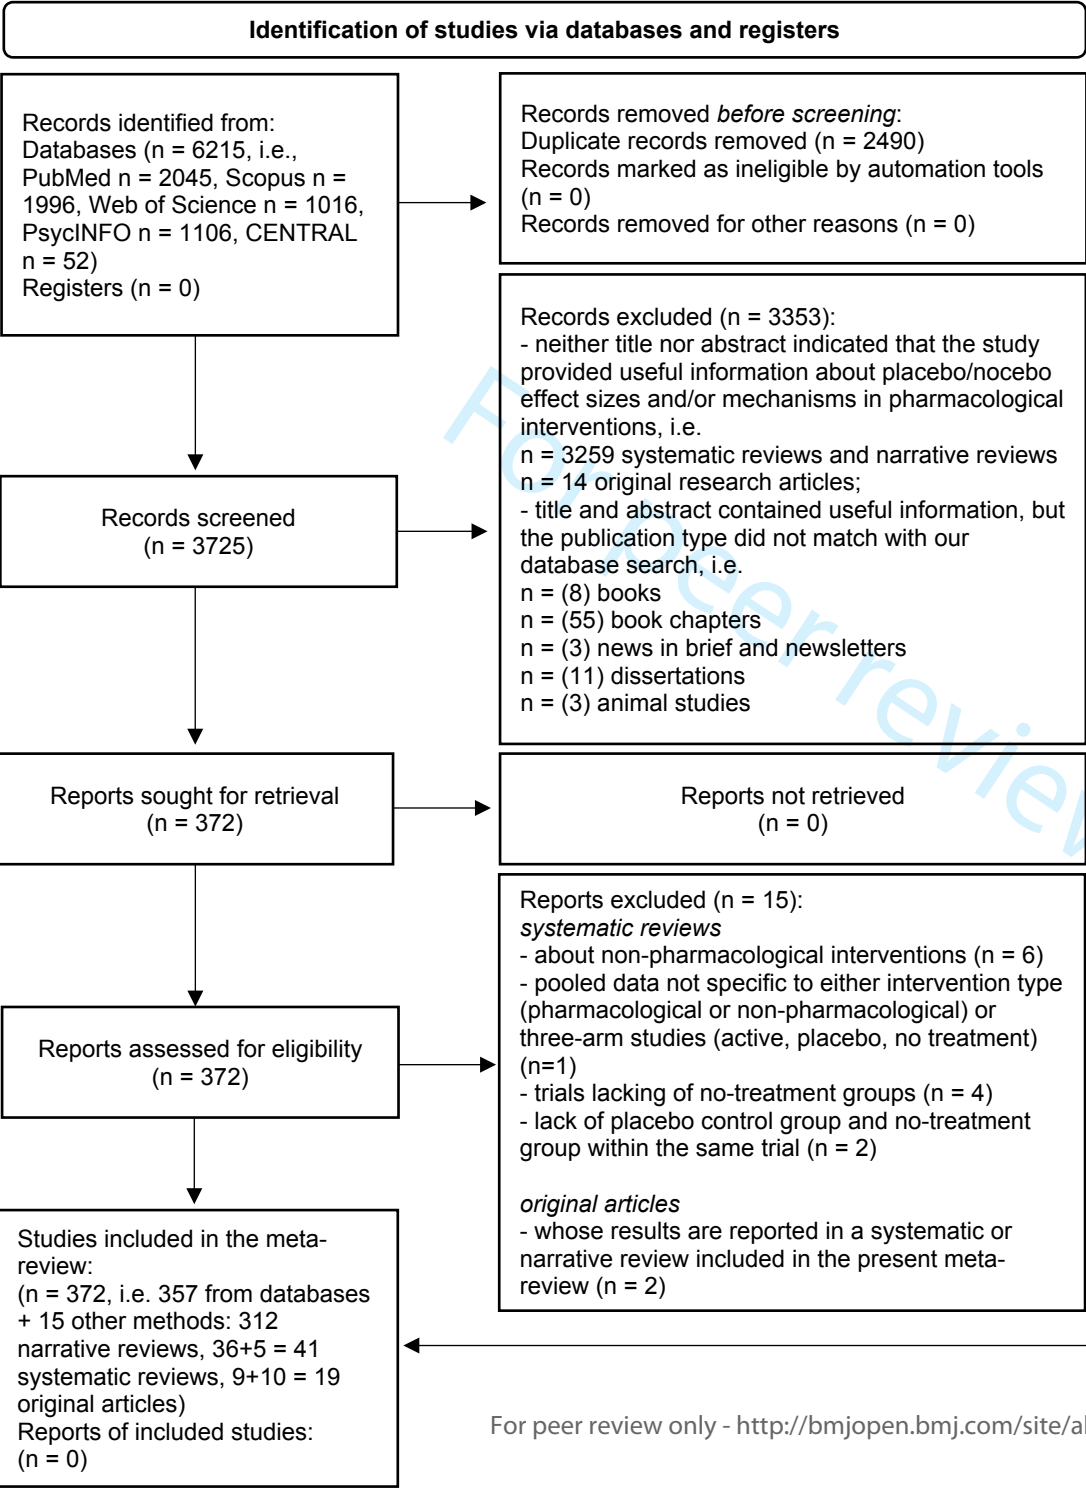 Identification of studies via databases and registers
Records identified from:
Databases (n = 6215, i.e.,
PubMed n = 2045, Scopus n =
1996, Web of Science n = 1016,
PsycINFO n = 1106, CENTRAL
n = 52)
Registers (n = 0)
Records removed before screening:
Duplicate records removed (n = 2490)
Records marked as ineligible by automation tools
(n = 0)
Records removed for other reasons (n = 0)
Records screened
(n = 3725)
Records excluded (n = 3353):
- neither title nor abstract indicated that the study
provided useful information about placebo/nocebo
effect sizes and/or mechanisms in pharmacological
interventions, i.e.
n = 3259 systematic reviews and narrative reviews
n = 14 original research articles;
- title and abstract contained useful information, but
the publication type did not match with our
database search, i.e.
n = (8) books
n = (55) book chapters
n = (3) news in brief and newsletters
n = (11) dissertations
n = (3) animal studies
Reports sought for retrieval
(n = 372)
Reports not retrieved
(n = 0)
Reports assessed for eligibility
(n = 372)
Reports excluded (n = 15):
systematic reviews
- about non-pharmacological interventions (n = 6)
- pooled data not specific to either intervention type
(pharmacological or non-pharmacological) or
three-arm studies (active, placebo, no treatment)
(n=1)
- trials lacking of no-treatment groups (n = 4)
- lack of placebo control group and no-treatment
group within the same trial (n = 2)
original articles
- whose results are reported in a systematic or
narrative review included in the present meta-
review (n = 2)
Studies included in the meta-
review:
(n = 372, i.e. 357 from databases
+ 15 other methods: 312
narrative reviews, 36+5 = 41
systematic reviews, 9+10 = 19
original articles)
Reports of included studies:
(n = 0)
For peer review
For peer review only - http://bmjopen.bmj.com/site/a